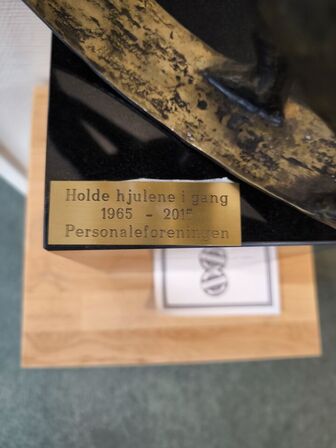 Holde hjulene i gang
1965 - 2015
Personaleforeningen